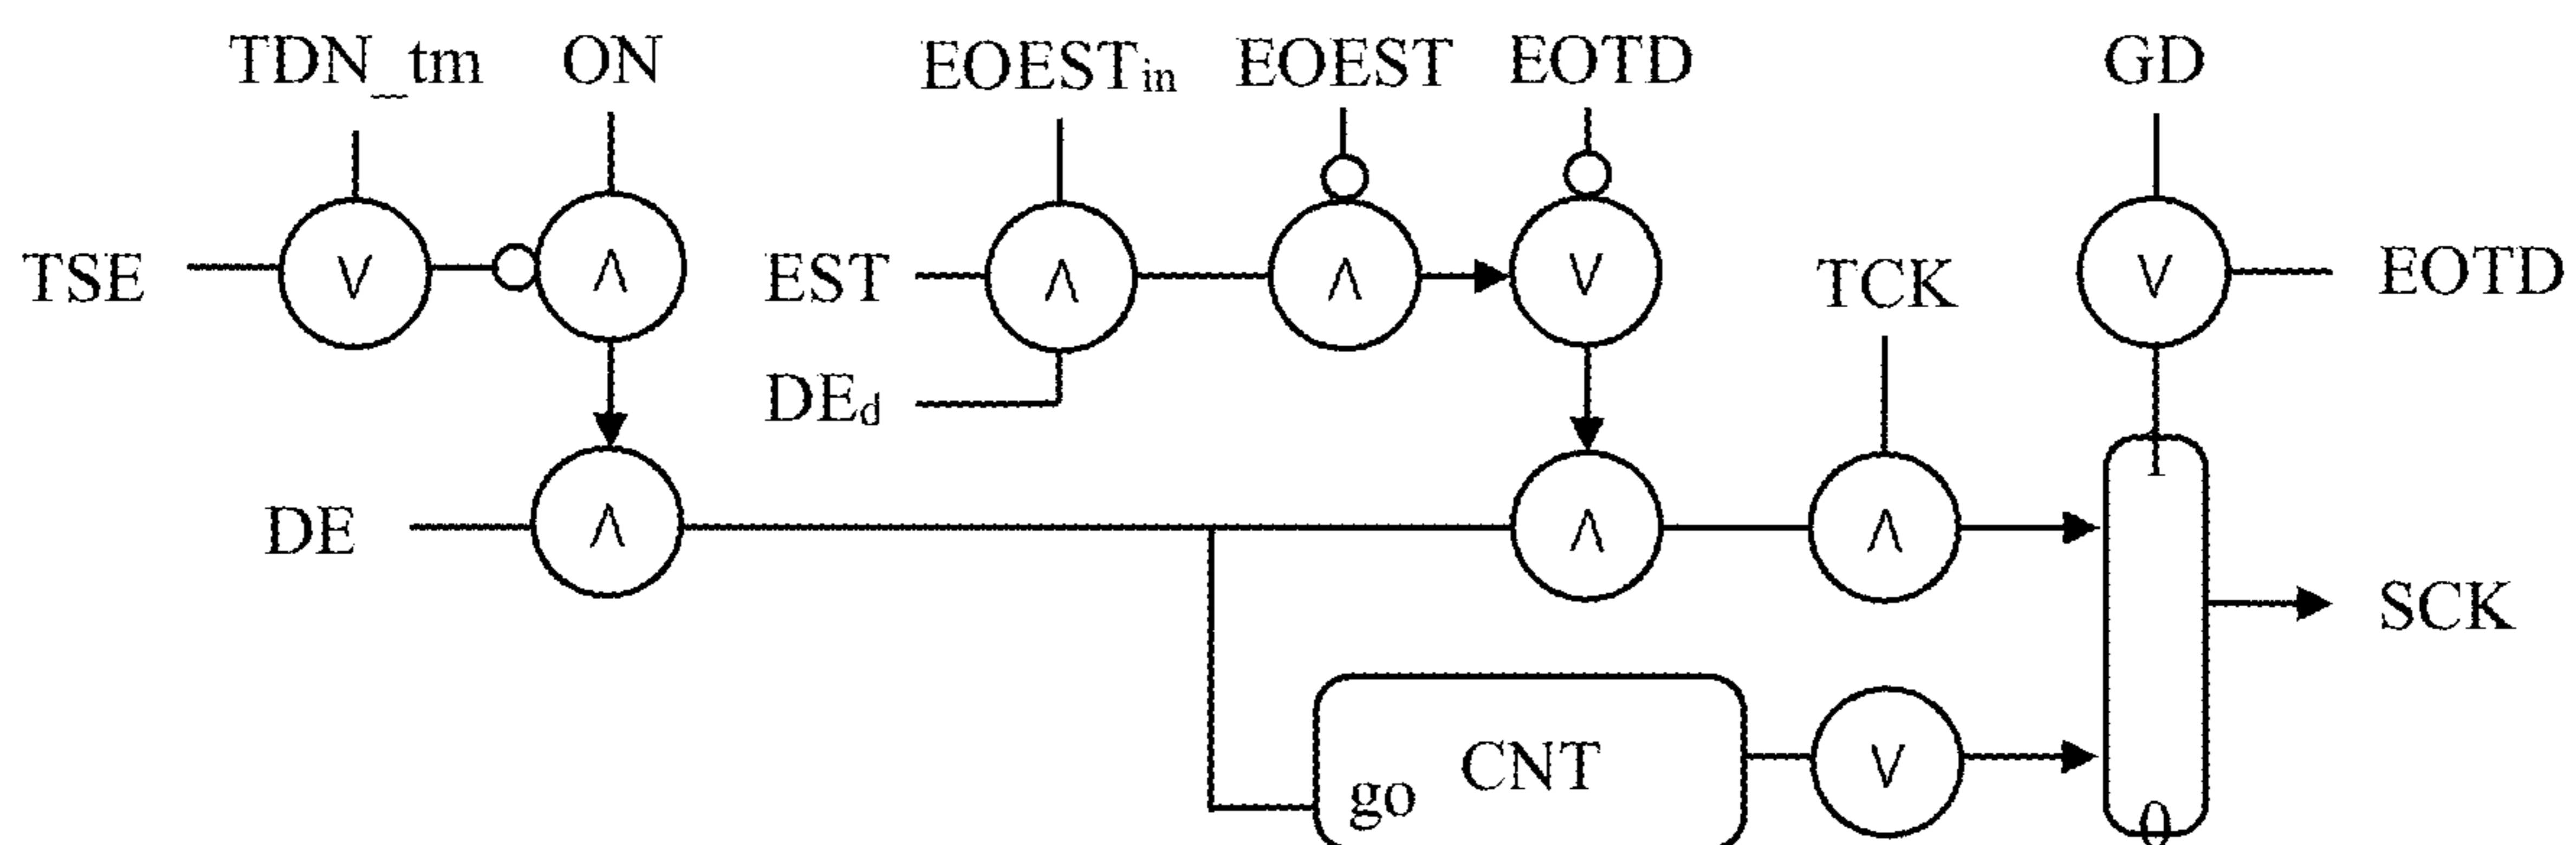 TDN_tm ON EOESTin EOEST EOTD GD
TSE ∨ ∧ EST ∧ ∧ ∨ TCK ∨ EOTD
DEd
1
DE ∧ ∧ ∧
SCK
go CNT ∨
0